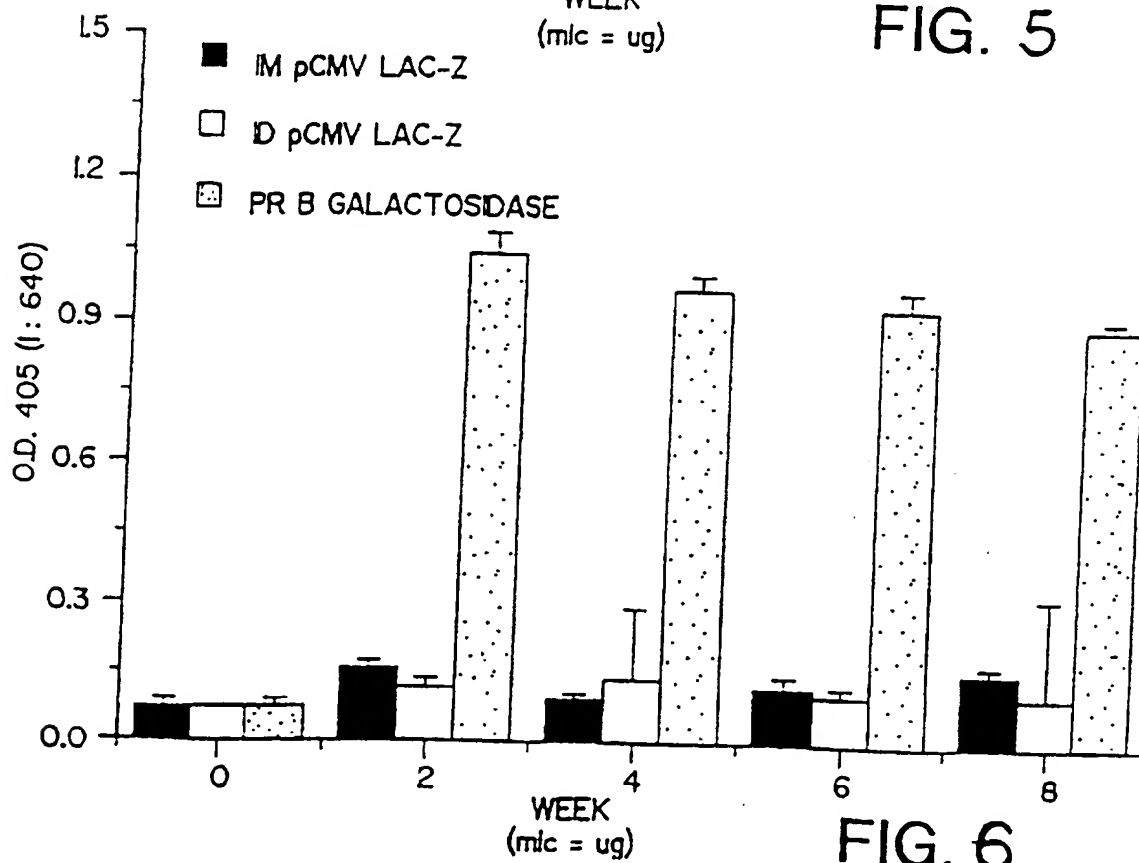 WEEK
(mic = ug)
FIG. 5
1.5
1.2
0.9
0.6
0.3
0.0
O.D. 405 (1: 640)
IM pCMV LAC-Z
ID pCMV LAC-Z
PR B GALACTOSIDASE
0 2 4 6 8
WEEK
(mic = ug)
FIG. 6